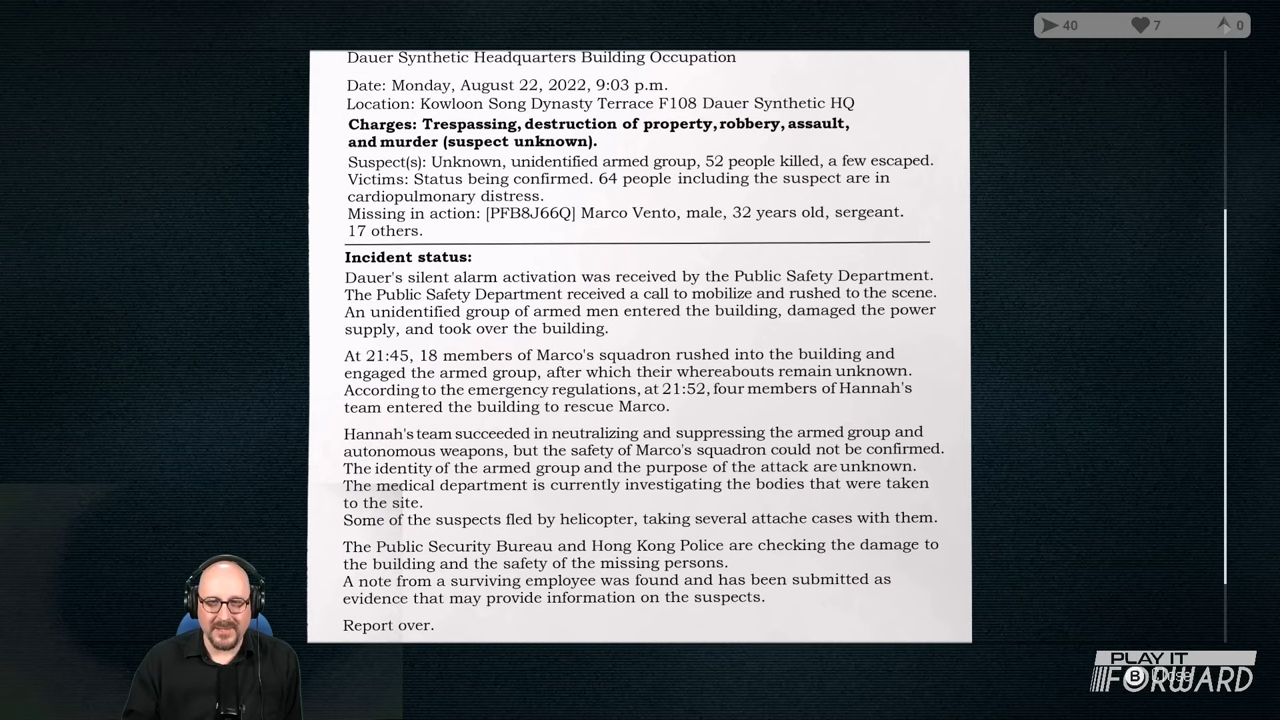 40 7 0
Dauer Synthetic Headquarters Building Occupation
Date: Monday, August 22, 2022, 9:03 p.m.
Location: Kowloon Song Dynasty Terrace F108 Dauer Synthetic HQ
Charges: Trespassing, destruction of property, robbery, assault,
and murder (suspect unknown).
Suspect(s): Unknown, unidentified armed group, 52 people killed, a few escaped.
Victims: Status being confirmed. 64 people including the suspect are in
cardiopulmonary distress.
Missing in action: [PFB8J66Q] Marco Vento, male, 32 years old, sergeant.
17 others.
Incident status:
Dauer's silent alarm activation was received by the Public Safety Department.
The Public Safety Department received a call to mobilize and rushed to the scene.
An unidentified group of armed men entered the building, damaged the power
supply, and took over the building.
At 21:45, 18 members of Marco's squadron rushed into the building and
engaged the armed group, after which their whereabouts remain unknown.
According to the emergency regulations, at 21:52, four members of Hannah's
team entered the building to rescue Marco.
Hannah's team succeeded in neutralizing and suppressing the armed group and
autonomous weapons, but the safety of Marco's squadron could not be confirmed.
The identity of the armed group and the purpose of the attack are unknown.
The medical department is currently investigating the bodies that were taken
to the site.
Some of the suspects fled by helicopter, taking several attache cases with them.
The Public Security Bureau and Hong Kong Police are checking the damage to
the building and the safety of the missing persons.
A note from a surviving employee was found and has been submitted as
evidence that may provide information on the suspects.
Report over.
PLAY IT
FORWARD
B Close